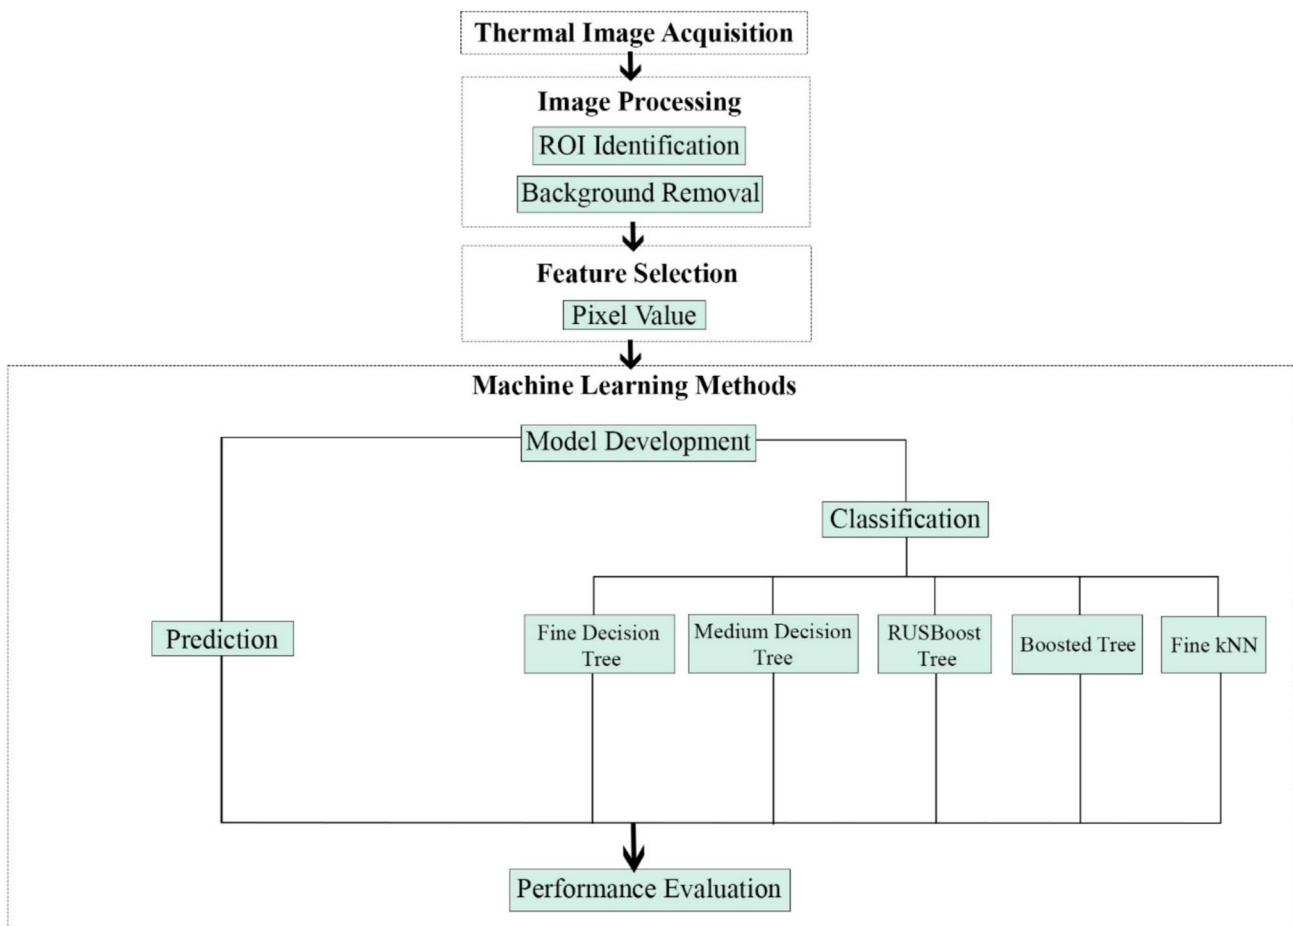 Thermal Image Acquisition
Image Processing
ROI Identification
Background Removal
Feature Selection
Pixel Value
Machine Learning Methods
Model Development
Classification
Prediction
Fine Decision
Tree
Medium Decision
Tree
RUSBoost
Tree
Boosted Tree
Fine kNN
Performance Evaluation